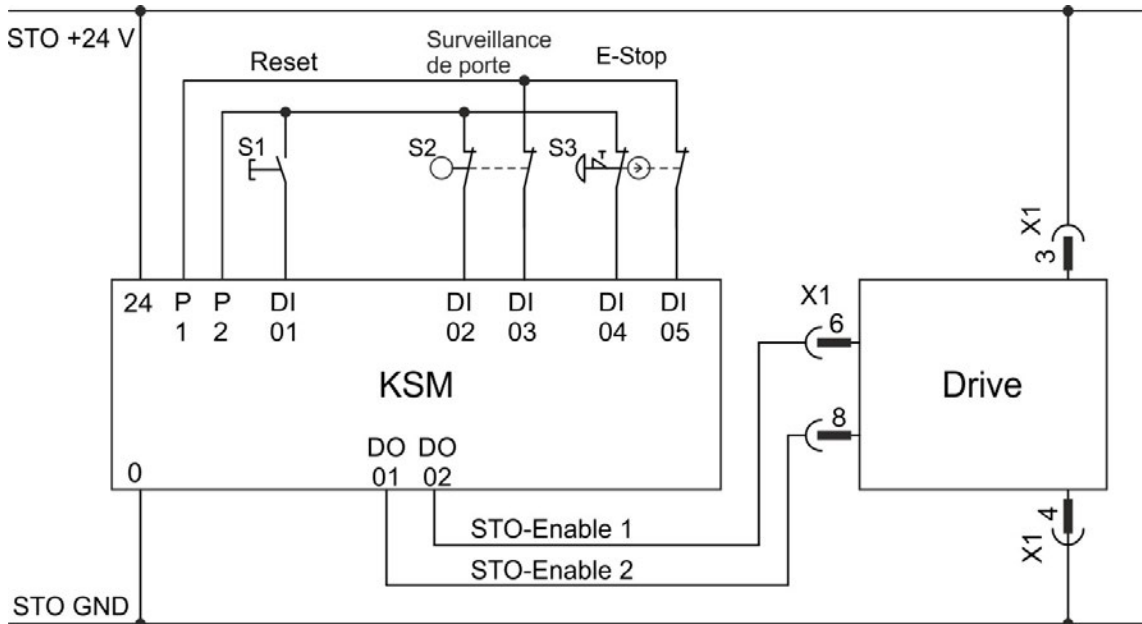 STO +24 V
Reset
Surveillance
de porte
E-Stop
S1
S2
S3
X1
3
24 P P DI DI DI DI DI
1 2 01 02 03 04 05
X1
6
KSM
Drive
8
DO DO
0 01 02
4
X1
STO-Enable 1
STO-Enable 2
STO GND